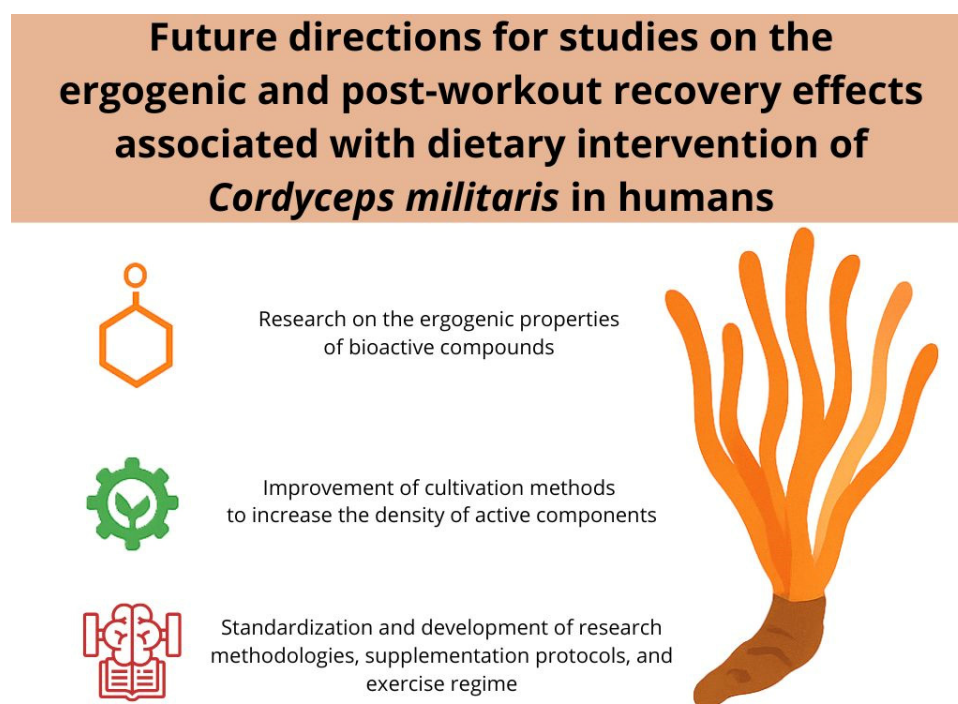 Future directions for studies on the
ergogenic and post-workout recovery effects
associated with dietary intervention of
Cordyceps militaris in humans
O
Research on the ergogenic properties
of bioactive compounds
Improvement of cultivation methods
to increase the density of active components
Standardization and development of research
methodologies, supplementation protocols, and
exercise regime